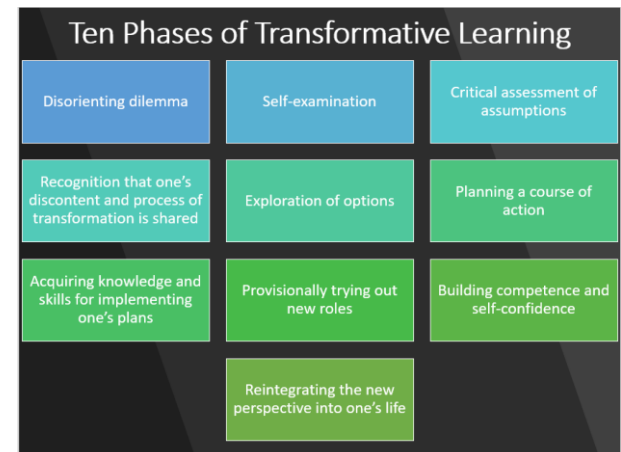 Ten Phases of Transformative Learning
Disorienting dilemma
Self-examination
Critical assessment of
assumptions
Recognition that one's
discontent and process of
transformation is shared
Exploration of options
Planning a course of
action
Acquiring knowledge and
skills for implementing
one's plans
Provisionally trying out
new roles
Building competence and
self-confidence
Reintegrating the new
perspective into one's life